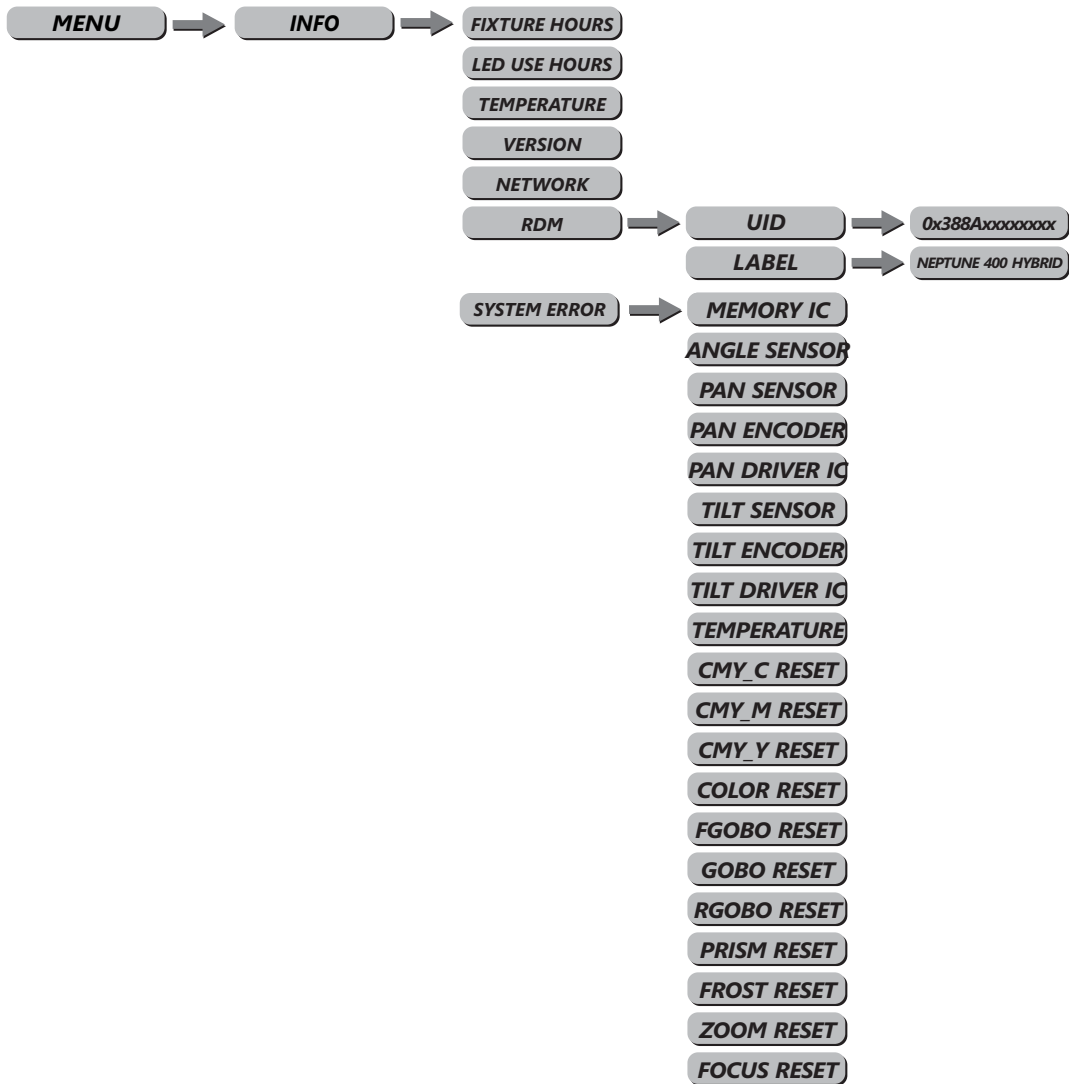 MENU INFO FIXTURE HOURS
LED USE HOURS
TEMPERATURE
VERSION
NETWORK
RDM UID 0x388Axxxxxxxx
LABEL NEPTUNE 400 HYBRID
SYSTEM ERROR MEMORY IC
ANGLE SENSOR
PAN SENSOR
PAN ENCODER
PAN DRIVER IC
TILT SENSOR
TILT ENCODER
TILT DRIVER IC
TEMPERATURE
CMY_C RESET
CMY_M RESET
CMY_Y RESET
COLOR RESET
FGOBO RESET
GOBO RESET
RGOBO RESET
PRISM RESET
FROST RESET
ZOOM RESET
FOCUS RESET